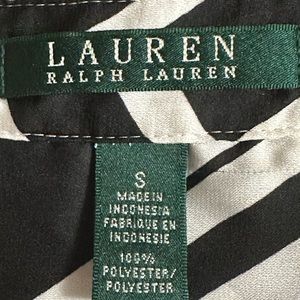 LAUREN
RALPH LAUREN
S
MADE IN
INDONESIA
FABRIQUE EN
INDONESIE
100%
POLYESTER/
POLYESTER